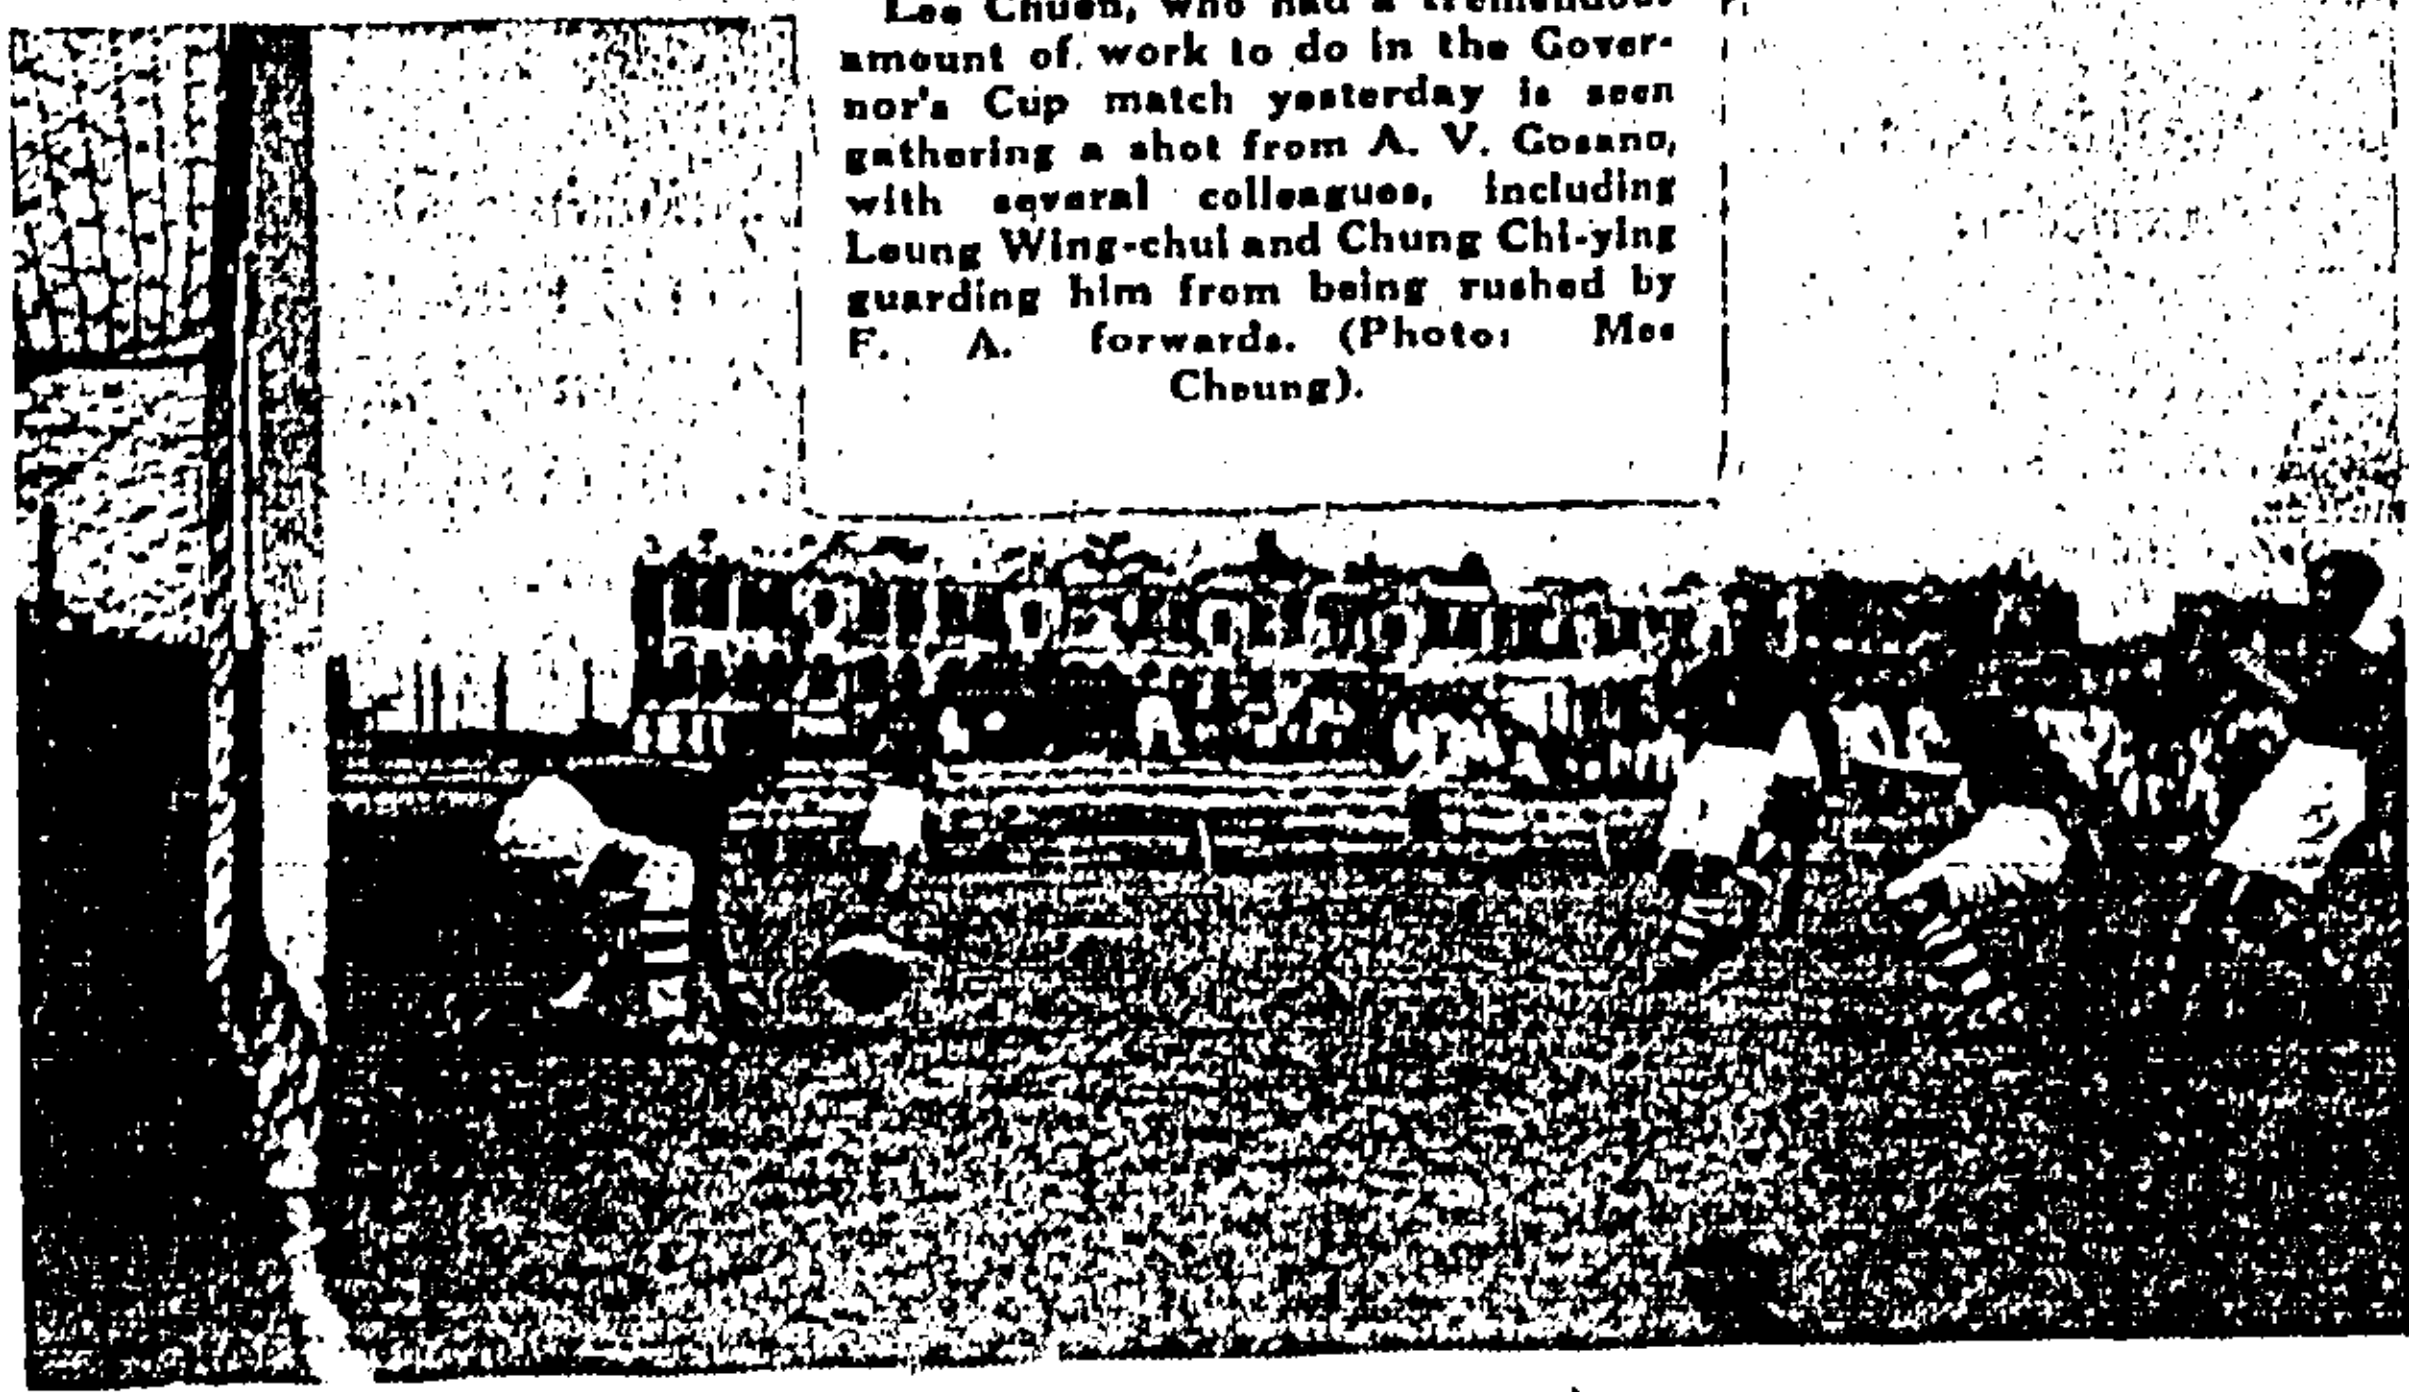 Lee Chuen, who had a tremendous
amount of work to do in the Gover-
nor's Cup match yesterday is seen
gathering a shot from A. V. Gosano,
with several colleagues, including
Leung Wing-chui and Chung Chi-ying
guarding him from being rushed by
F. A. forwards. (Photo: Mee
Cheung).